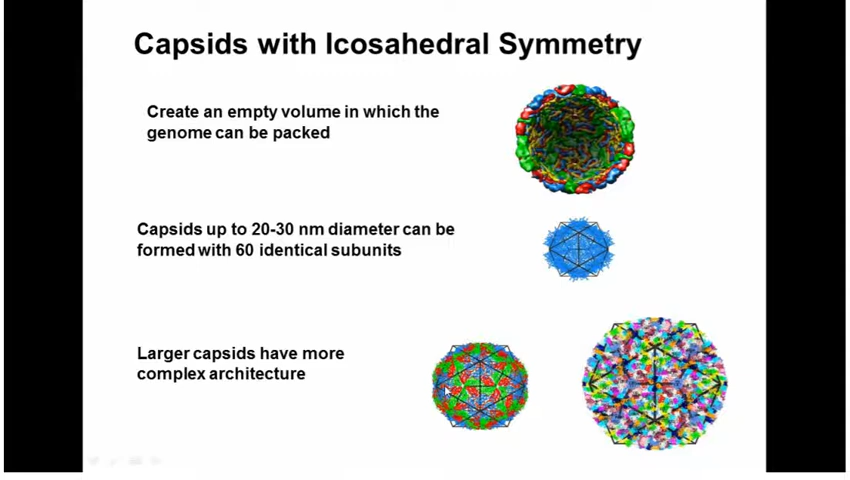 Capsids with Icosahedral Symmetry
Create an empty volume in which the
genome can be packed
Capsids up to 20-30 nm diameter can be
formed with 60 identical subunits
Larger capsids have more
complex architecture